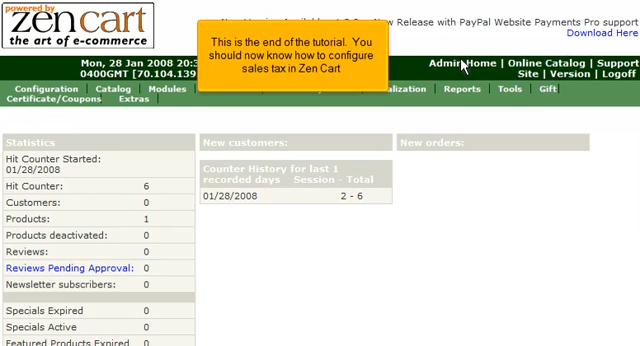 powered by
zen cart
the art of e-commerce
New Release with PayPal Website Payments Pro support
Download Here
This is the end of the tutorial. You
should now know how to configure
sales tax in Zen Cart
Mon, 28 Jan 2008 20:3
0400GMT [70.104.139
Admin Home | Online Catalog | Support
Site | Version | Logoff
Configuration Catalog Modules Reports Tools Gift
Certificate/Coupons Extras
Statistics
Hit Counter Started:
01/28/2008
Hit Counter: 6
Customers: 0
Products: 1
Products deactivated: 0
Reviews: 0
Reviews Pending Approval: 0
Newsletter subscribers: 0
Specials Expired 0
Specials Active 0
Featured Products Expired 0
New customers:
Counter History for last 1
recorded days Session - Total
01/28/2008 2 - 6
New orders: